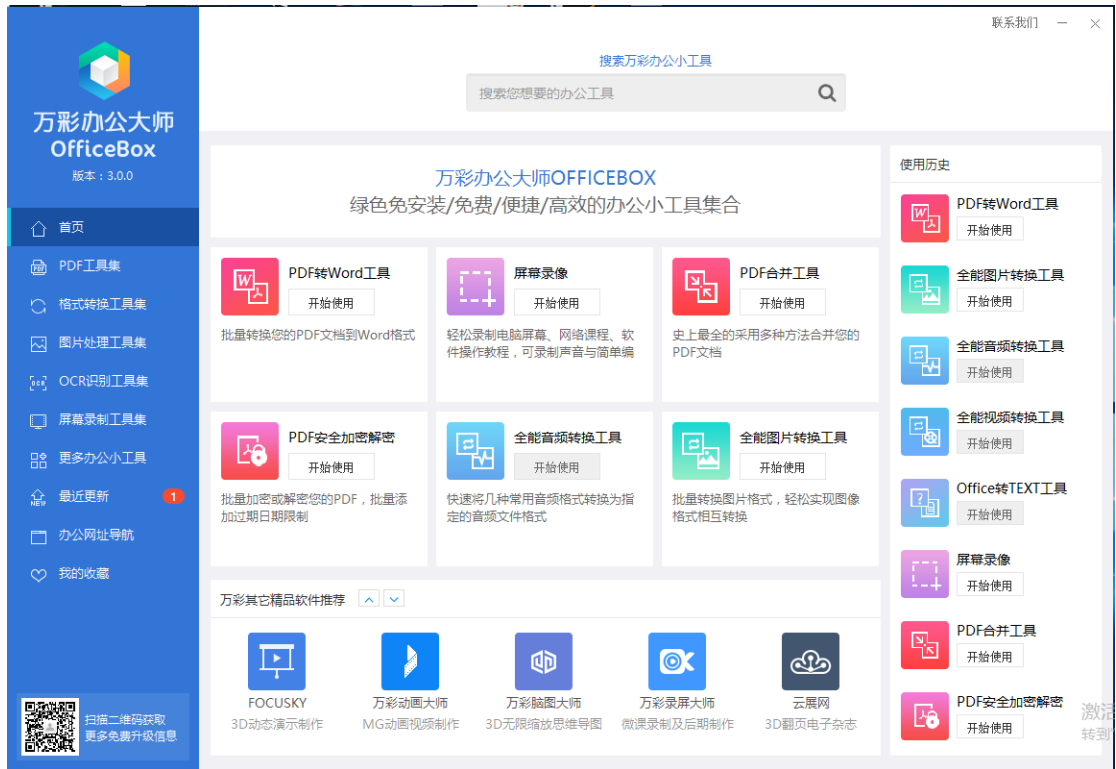 联系我们
万彩办公大师
OfficeBox
版本：3.0.0
首页
PDF工具集
格式转换工具集
图片处理工具集
OCR识别工具集
屏幕录制工具集
更多办公小工具
最近更新
1
办公网址导航
我的收藏
扫描二维码获取
更多免费升级信息
搜索万彩办公小工具
搜索您想要的办公工具
万彩办公大师OFFICEBOX
绿色免安装/免费/便捷/高效的办公小工具集合
PDF转Word工具
开始使用
批量转换您的PDF文档到Word格式
屏幕录像
开始使用
轻松录制电脑屏幕、网络课程、软
件操作教程，可录制声音与简单编
PDF合并工具
开始使用
史上最全的采用多种方法合并您的
PDF文档
PDF安全加密解密
开始使用
批量加密或解密您的PDF，批量添
加过期日期限制
全能音频转换工具
开始使用
快速将几种常用音频格式转换为指
定的音频文件格式
全能图片转换工具
开始使用
批量转换图片格式，轻松实现图像
格式相互转换
万彩其它精品软件推荐
FOCUSKY
3D动态演示制作
万彩动画大师
MG动画视频制作
万彩脑图大师
3D无限缩放思维导图
万彩录屏大师
微课录制及后期制作
云展网
3D翻页电子杂志
使用历史
PDF转Word工具
开始使用
全能图片转换工具
开始使用
全能音频转换工具
开始使用
全能视频转换工具
开始使用
Office转TEXT工具
开始使用
屏幕录像
开始使用
PDF合并工具
开始使用
PDF安全加密解密
开始使用
激活
转到